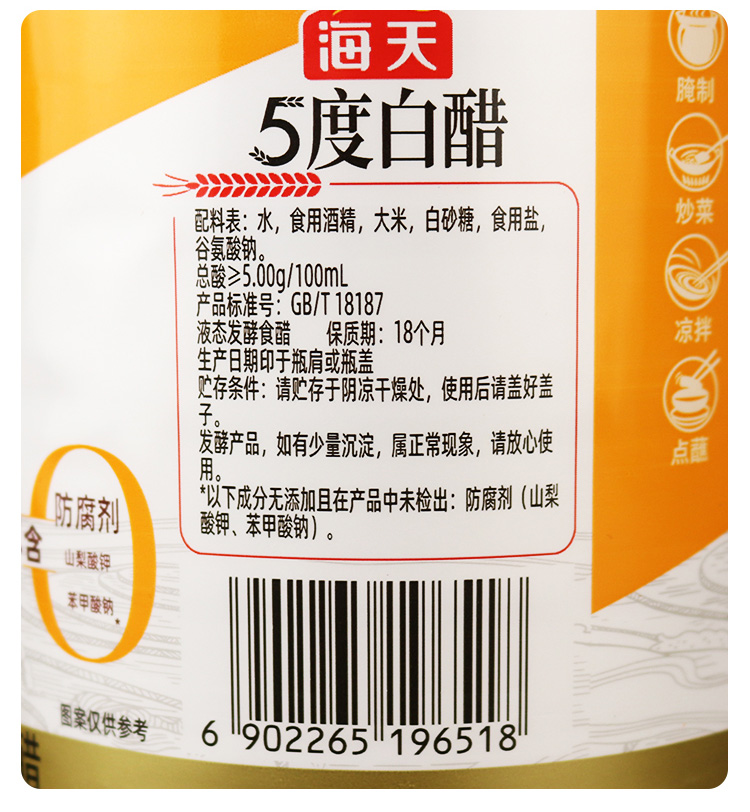 海天
5度白醋
配料表：水，食用酒精，大米，白砂糖，食用盐，
谷氨酸钠。
总酸≥5.00g/100mL
产品标准号：GB/T 18187
液态发酵食醋 保质期：18个月
生产日期印于瓶肩或瓶盖
贮存条件：请贮存于阴凉干燥处，使用后请盖好盖
子。
发酵产品，如有少量沉淀，属正常现象，请放心使
用。
*以下成分无添加且在产品中未检出：防腐剂（山梨
酸钾、苯甲酸钠）。
腌制
炒菜
凉拌
点蘸
含
0
防腐剂
山梨酸钾
苯甲酸钠*
图案仅供参考
醋
6 902265 196518